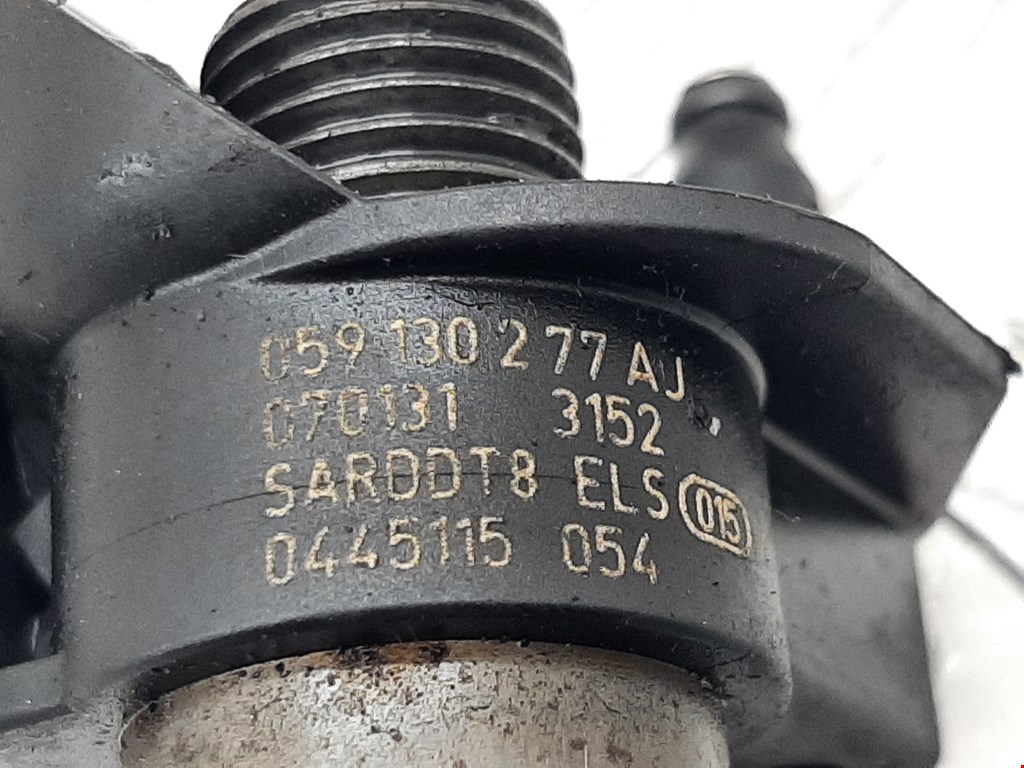 059 130 277 AJ
070131 3152
SARDDT8 ELS 015
0445115 054